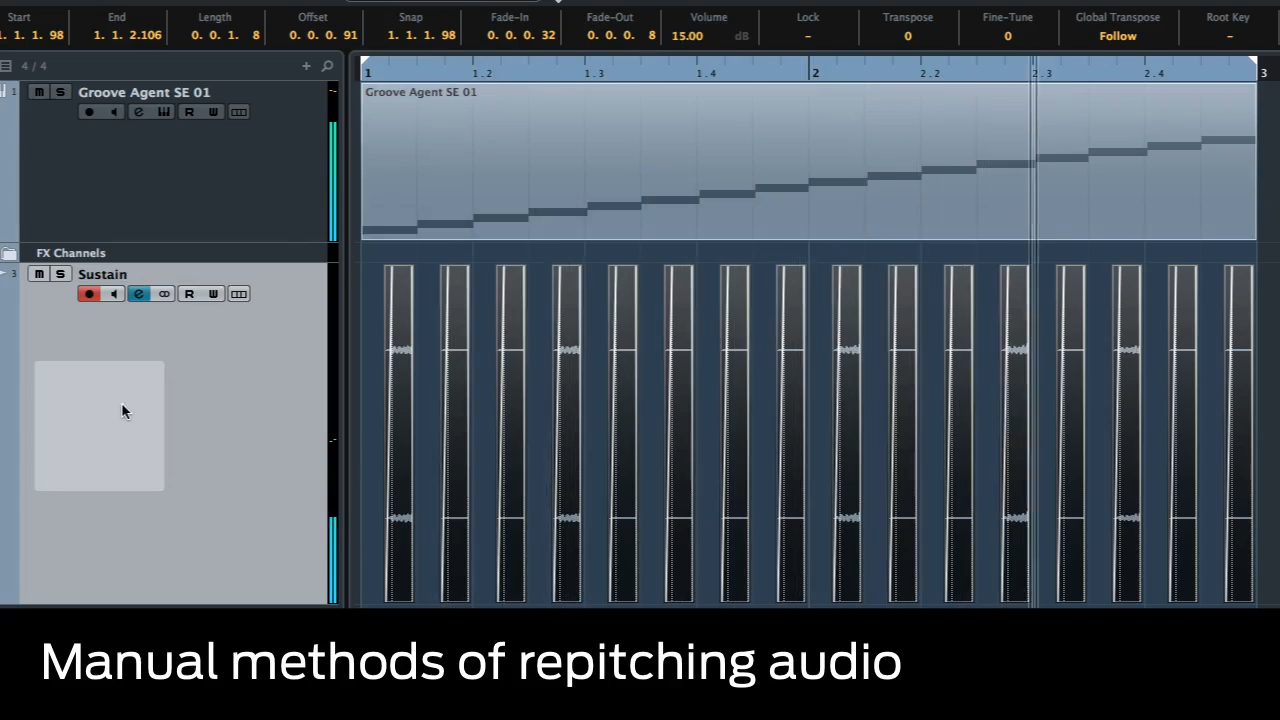 Start End Length Offset Snap Fade-In Fade-Out Volume Lock Transpose Fine-Tune Global Transpose Root Key
1. 1. 1. 98 1. 1. 2.106 0. 0. 1. 8 0. 0. 0. 91 1. 1. 1. 98 0. 0. 0. 32 0. 0. 0. 8 15.00 dB – 0 0 Follow –
4 / 4 +
1 1.2 1.3 1.4 2 2.2 2.3 2.4 3
1 M S Groove Agent SE 01
Groove Agent SE 01
e R W
FX Channels
3 M S Sustain
e R W
Manual methods of repitching audio